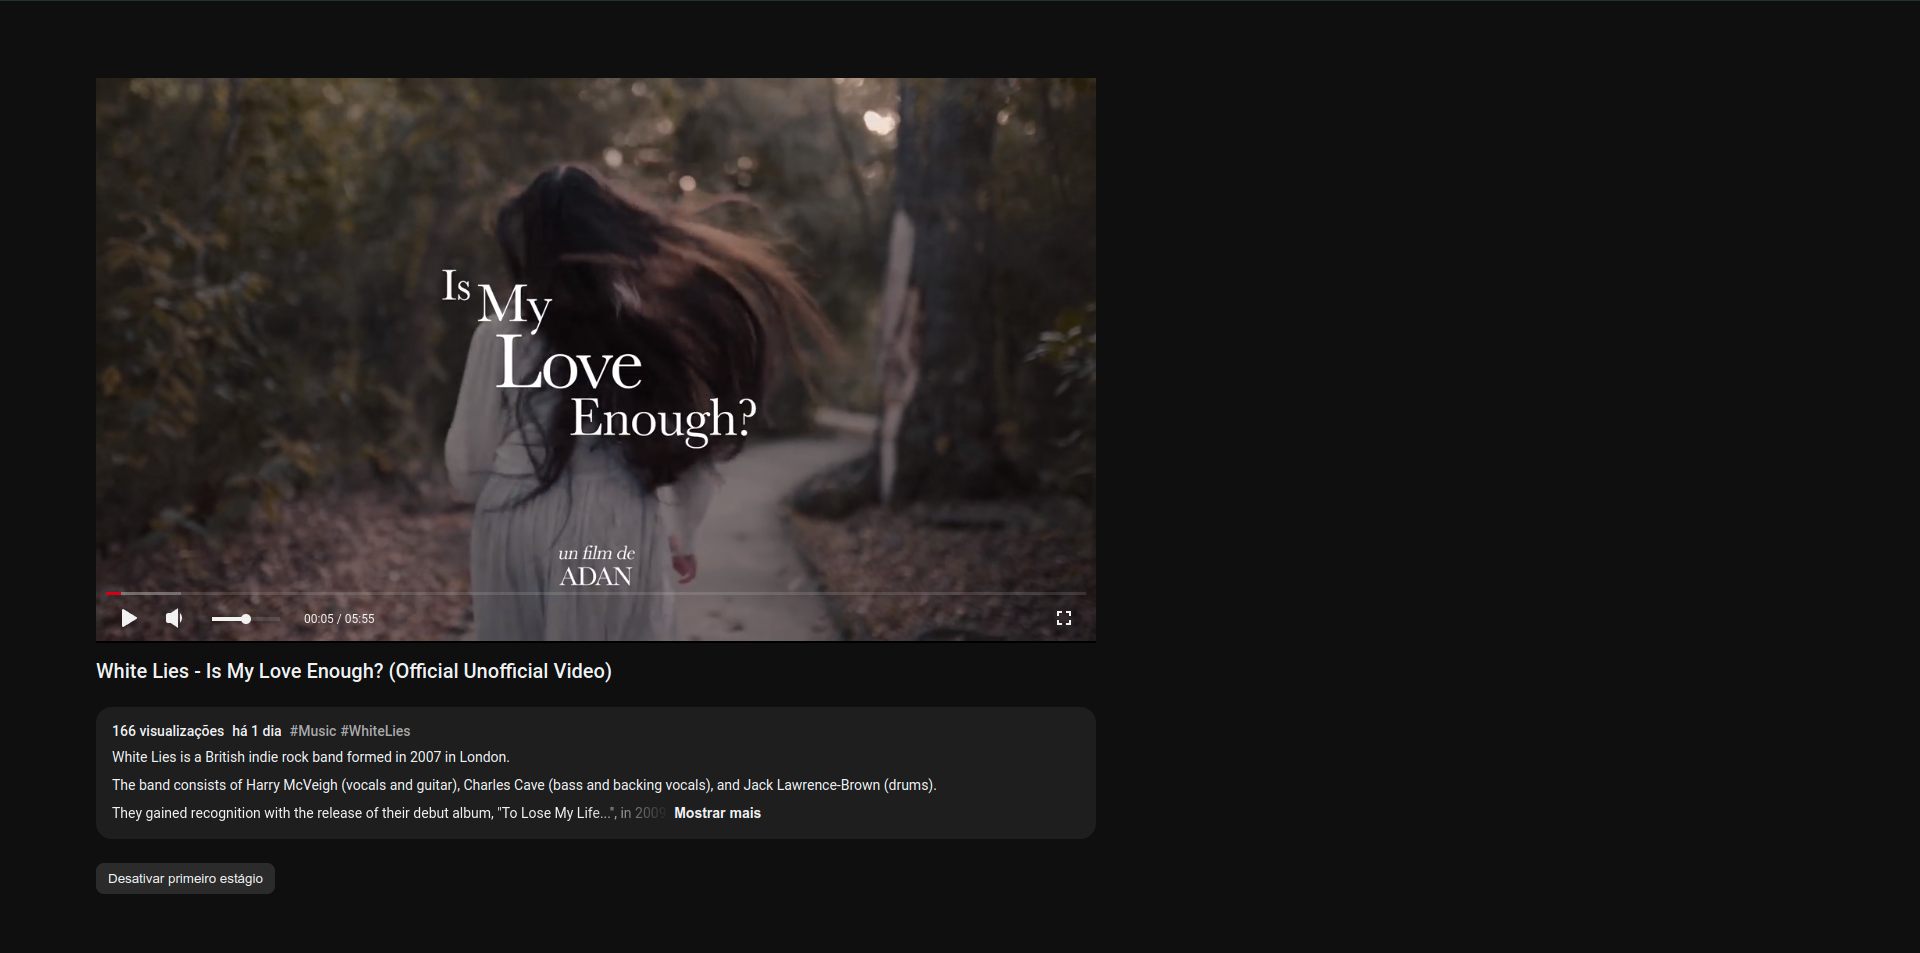 Is
My
Love
Enough?
un film de
ADAN
00:05 / 05:55
White Lies - Is My Love Enough? (Official Unofficial Video)
166 visualizações há 1 dia #Music #WhiteLies
White Lies is a British indie rock band formed in 2007 in London.
The band consists of Harry McVeigh (vocals and guitar), Charles Cave (bass and backing vocals), and Jack Lawrence-Brown (drums).
They gained recognition with the release of their debut album, "To Lose My Life...", in 2009 Mostrar mais
Desativar primeiro estágio